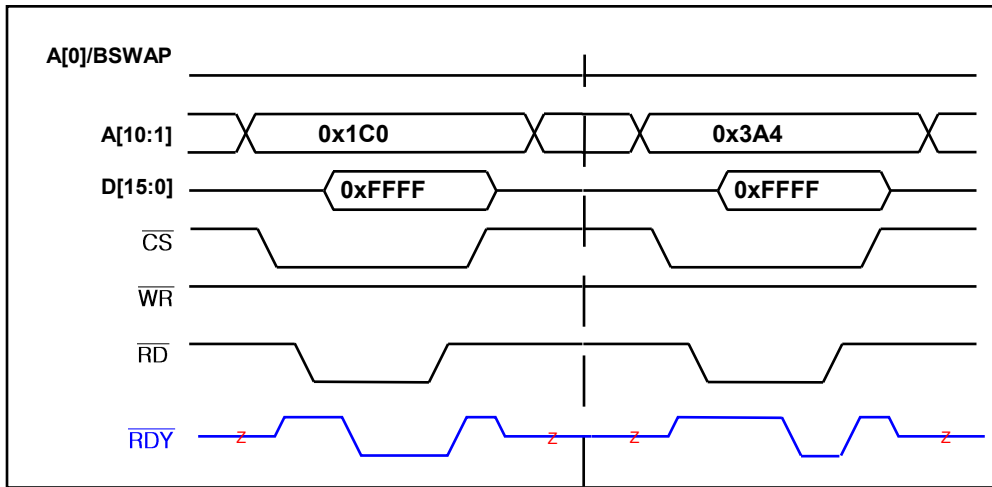 A[0]/BSWAP
A[10:1] 0x1C0 0x3A4
D[15:0] 0xFFFF 0xFFFF
CS
WR
RD
RDY Z Z Z Z